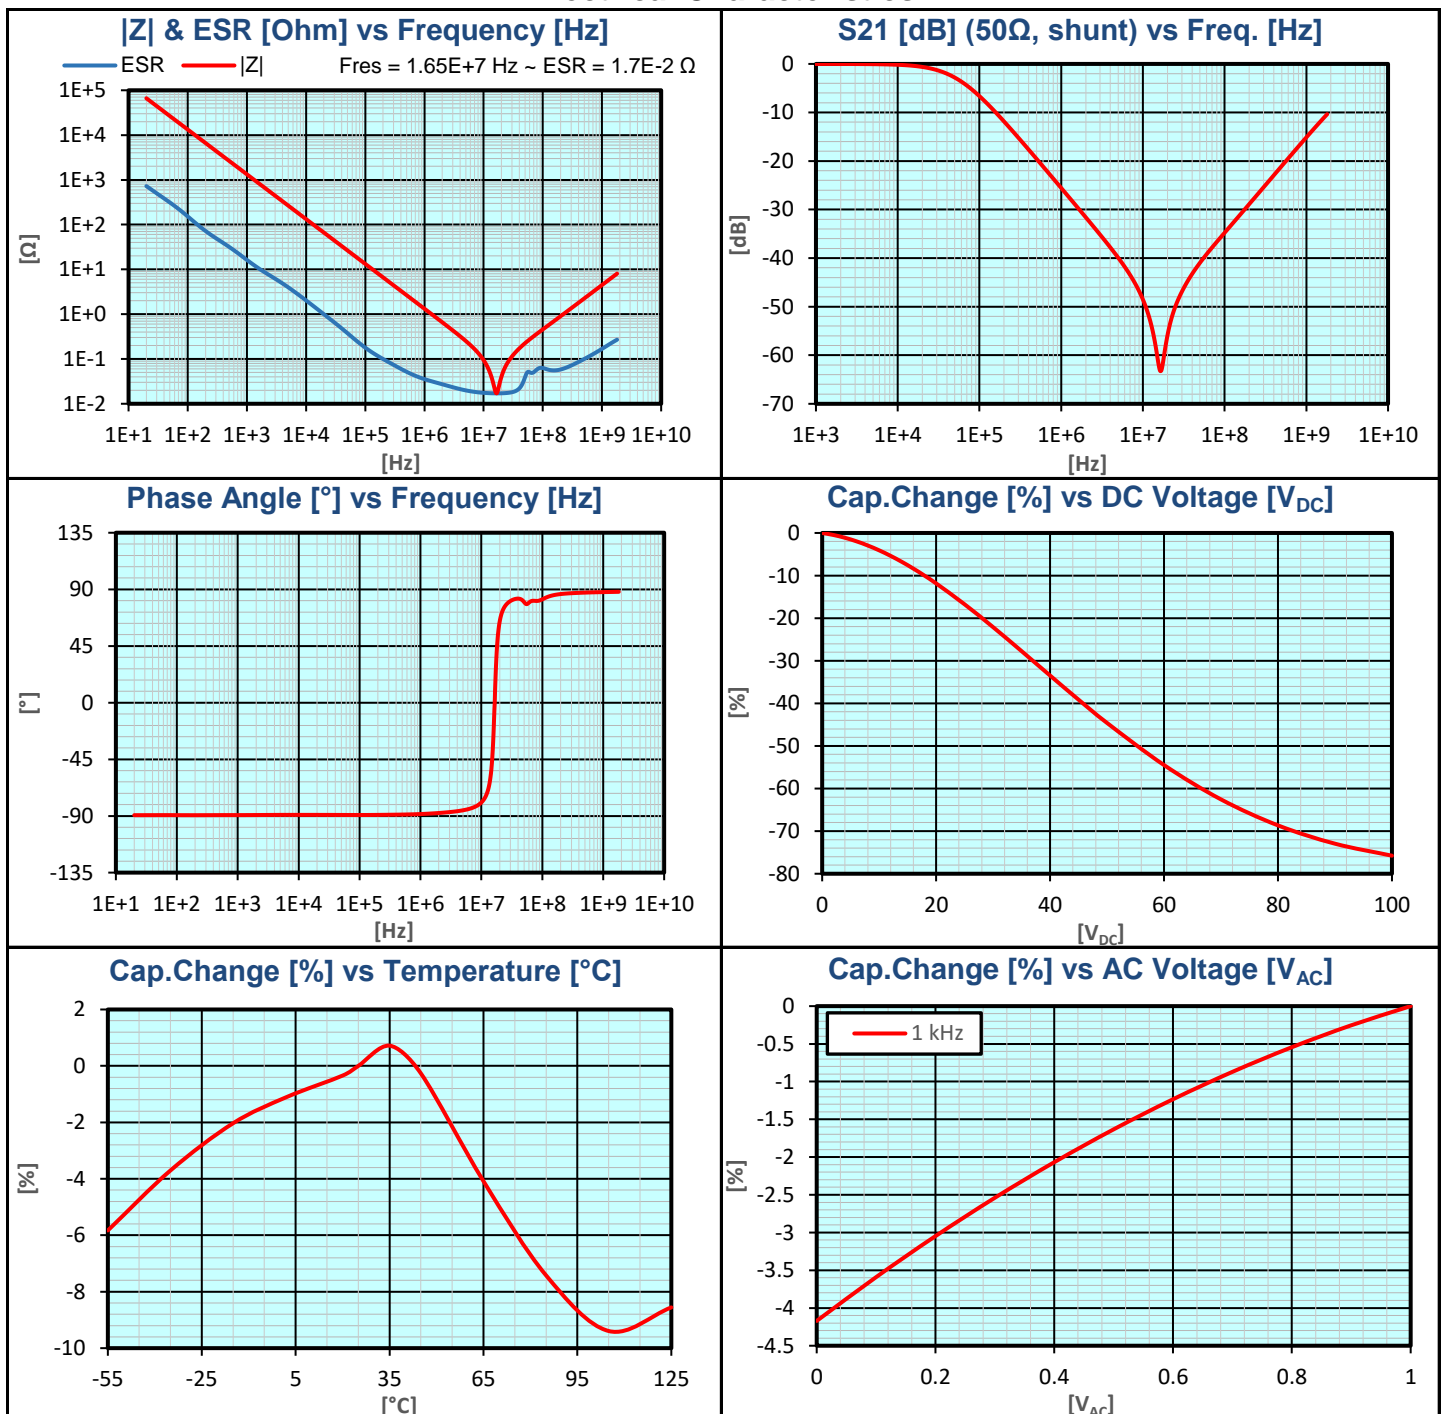 |Z| & ESR [Ohm] vs Frequency [Hz]
ESR |Z| Fres = 1.65E+7 Hz ~ ESR = 1.7E-2 Ω
1E+5
1E+4
1E+3
1E+2
1E+1
1E+0
1E-1
1E-2
[Ω]
1E+1 1E+2 1E+3 1E+4 1E+5 1E+6 1E+7 1E+8 1E+9 1E+10
[Hz]
S21 [dB] (50Ω, shunt) vs Freq. [Hz]
0
-10
-20
-30
-40
-50
-60
-70
[dB]
1E+3 1E+4 1E+5 1E+6 1E+7 1E+8 1E+9 1E+10
[Hz]
Phase Angle [°] vs Frequency [Hz]
135
90
45
0
-45
-90
-135
[°]
1E+1 1E+2 1E+3 1E+4 1E+5 1E+6 1E+7 1E+8 1E+9 1E+10
[Hz]
Cap.Change [%] vs DC Voltage [VDC]
0
-10
-20
-30
-40
-50
-60
-70
-80
[%]
0 20 40 60 80 100
[VDC]
Cap.Change [%] vs Temperature [°C]
2
0
-2
-4
-6
-8
-10
[%]
-55 -25 5 35 65 95 125
[°C]
Cap.Change [%] vs AC Voltage [VAC]
1 kHz
0
-0.5
-1
-1.5
-2
-2.5
-3
-3.5
-4
-4.5
[%]
0 0.2 0.4 0.6 0.8 1
[VAC]